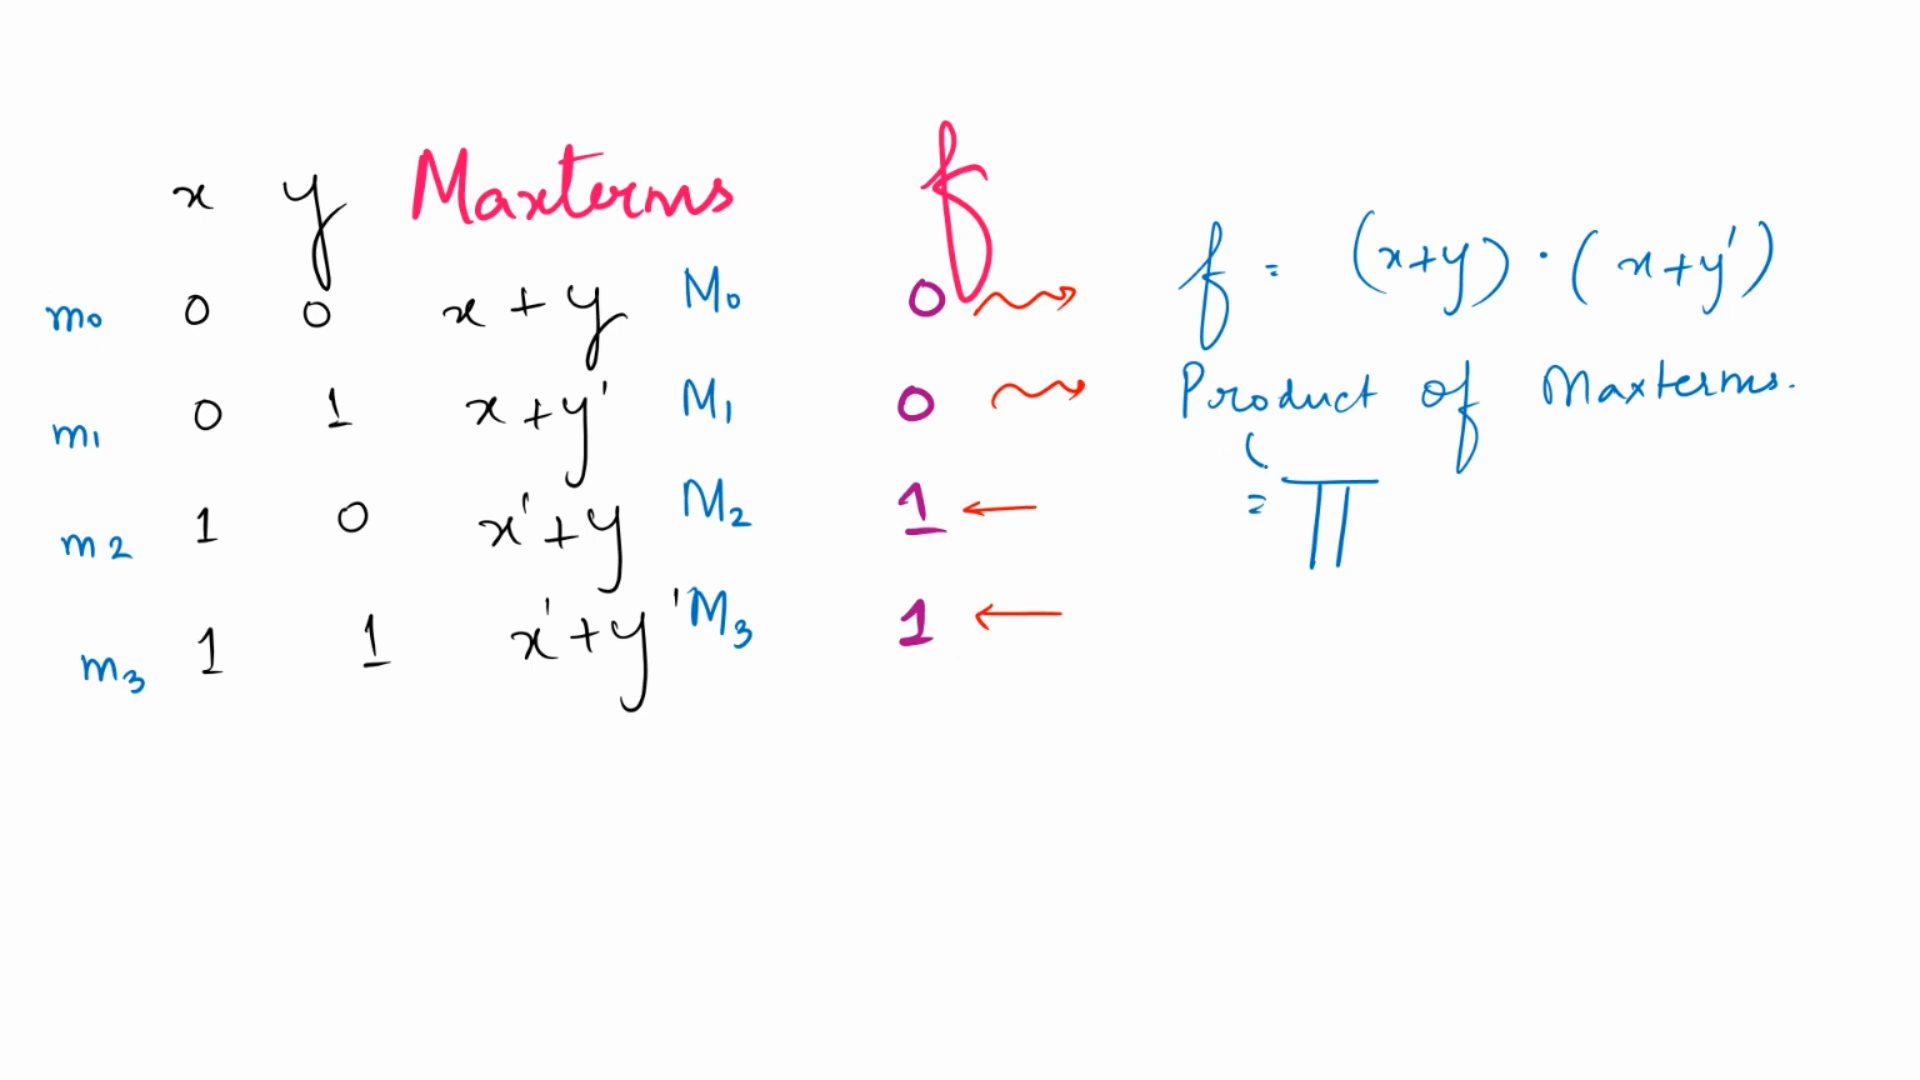 x y Maxterms f
m0 0 0 x + y M0 0
m1 0 1 x + y' M1 0
m2 1 0 x' + y M2 1
m3 1 1 x' + y' M3 1
f = (x+y) · (x+y')
Product of Maxterms.
(
= Π